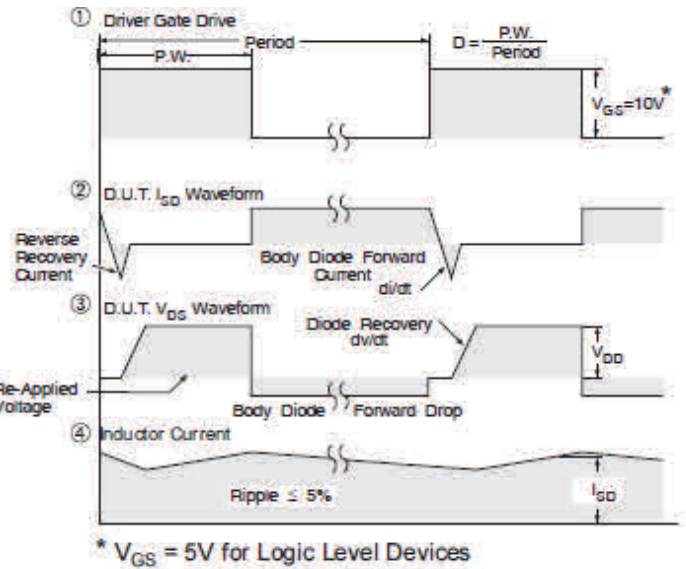 ① Driver Gate Drive
P.W.
Period
D = P.W.
Period
V_GS=10V*
② D.U.T. I_SD Waveform
Reverse
Recovery
Current
Body Diode Forward
Current
di/dt
③ D.U.T. V_DS Waveform
Diode Recovery
dv/dt
V_DD
Re-Applied
Voltage
Body Diode Forward Drop
④ Inductor Current
Ripple ≤ 5%
I_SD
* V_GS = 5V for Logic Level Devices